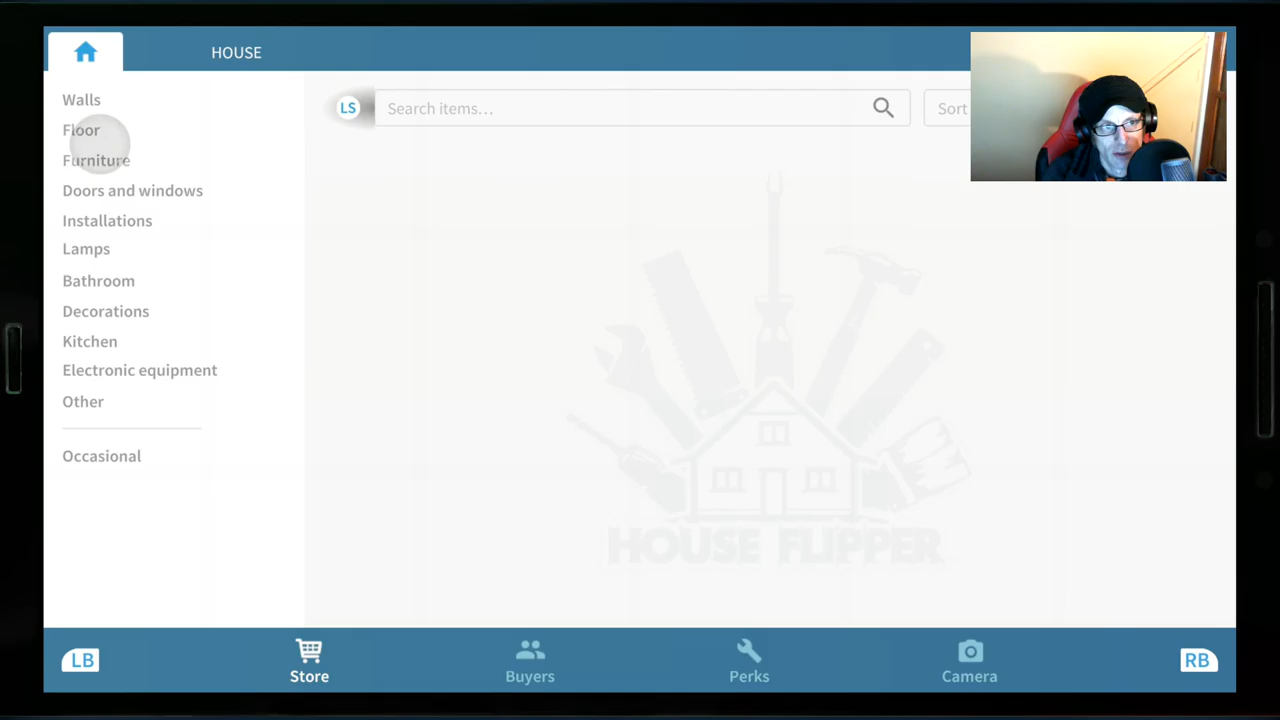 HOUSE
LS
Search items...
Sort
Walls
Floor
Furniture
Doors and windows
Installations
Lamps
Bathroom
Decorations
Kitchen
Electronic equipment
Other
Occasional
HOUSE FLIPPER
LB
Store
Buyers
Perks
Camera
RB